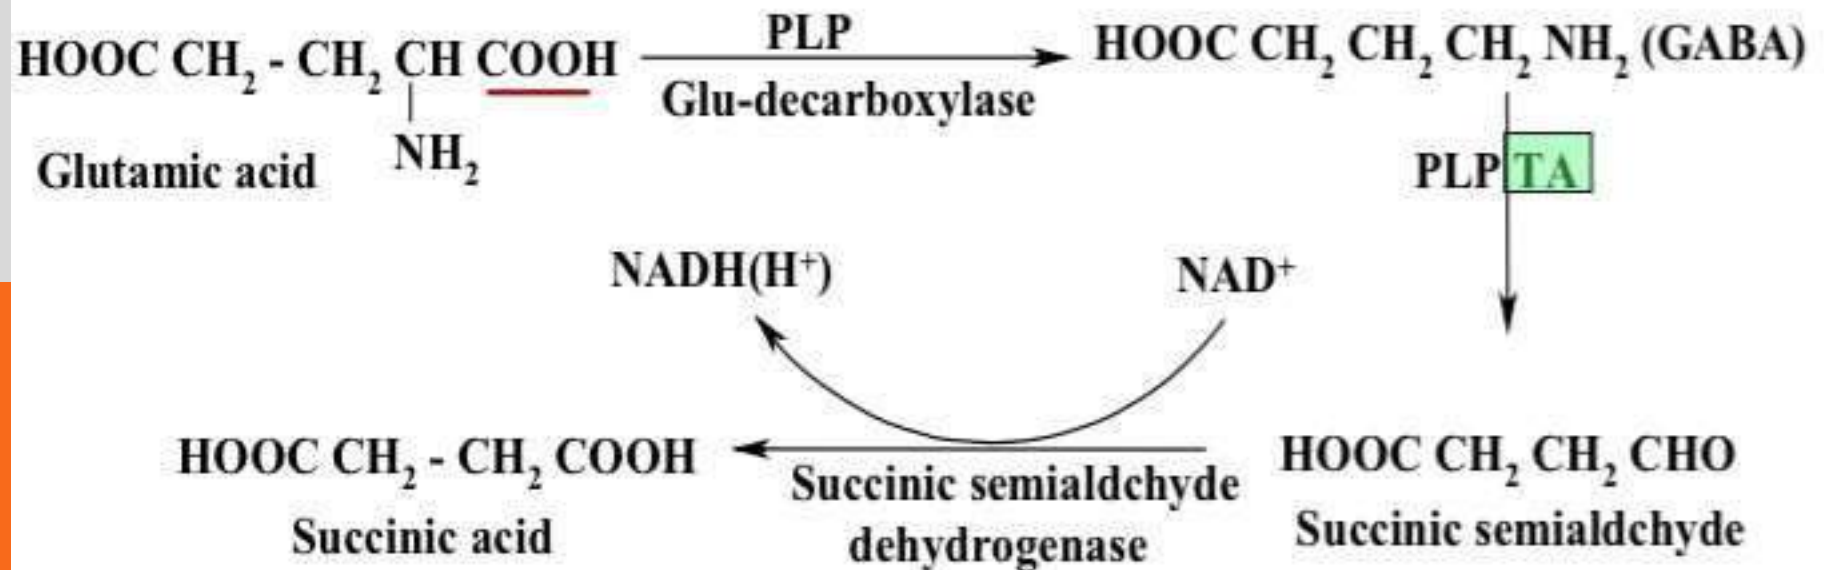 PLP
HOOC CH₂ - CH₂ CH COOH
HOOC CH₂ CH₂ CH₂ NH₂ (GABA)
Glu-decarboxylase
NH₂
Glutamic acid
PLP TA
NADH(H⁺)
NAD⁺
HOOC CH₂ - CH₂ COOH
HOOC CH₂ CH₂ CHO
Succinic semialdchyde
dehydrogenase
Succinic acid
Succinic semialdchyde